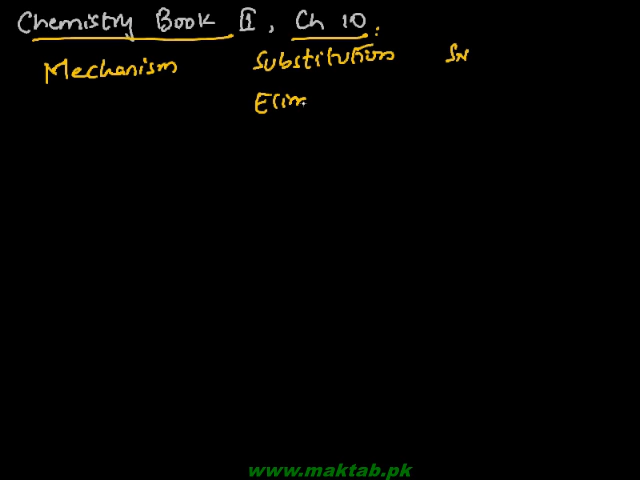 Chemistry Book II, Ch 10:
Mechanism Substitution SN
Elim
www.maktab.pk